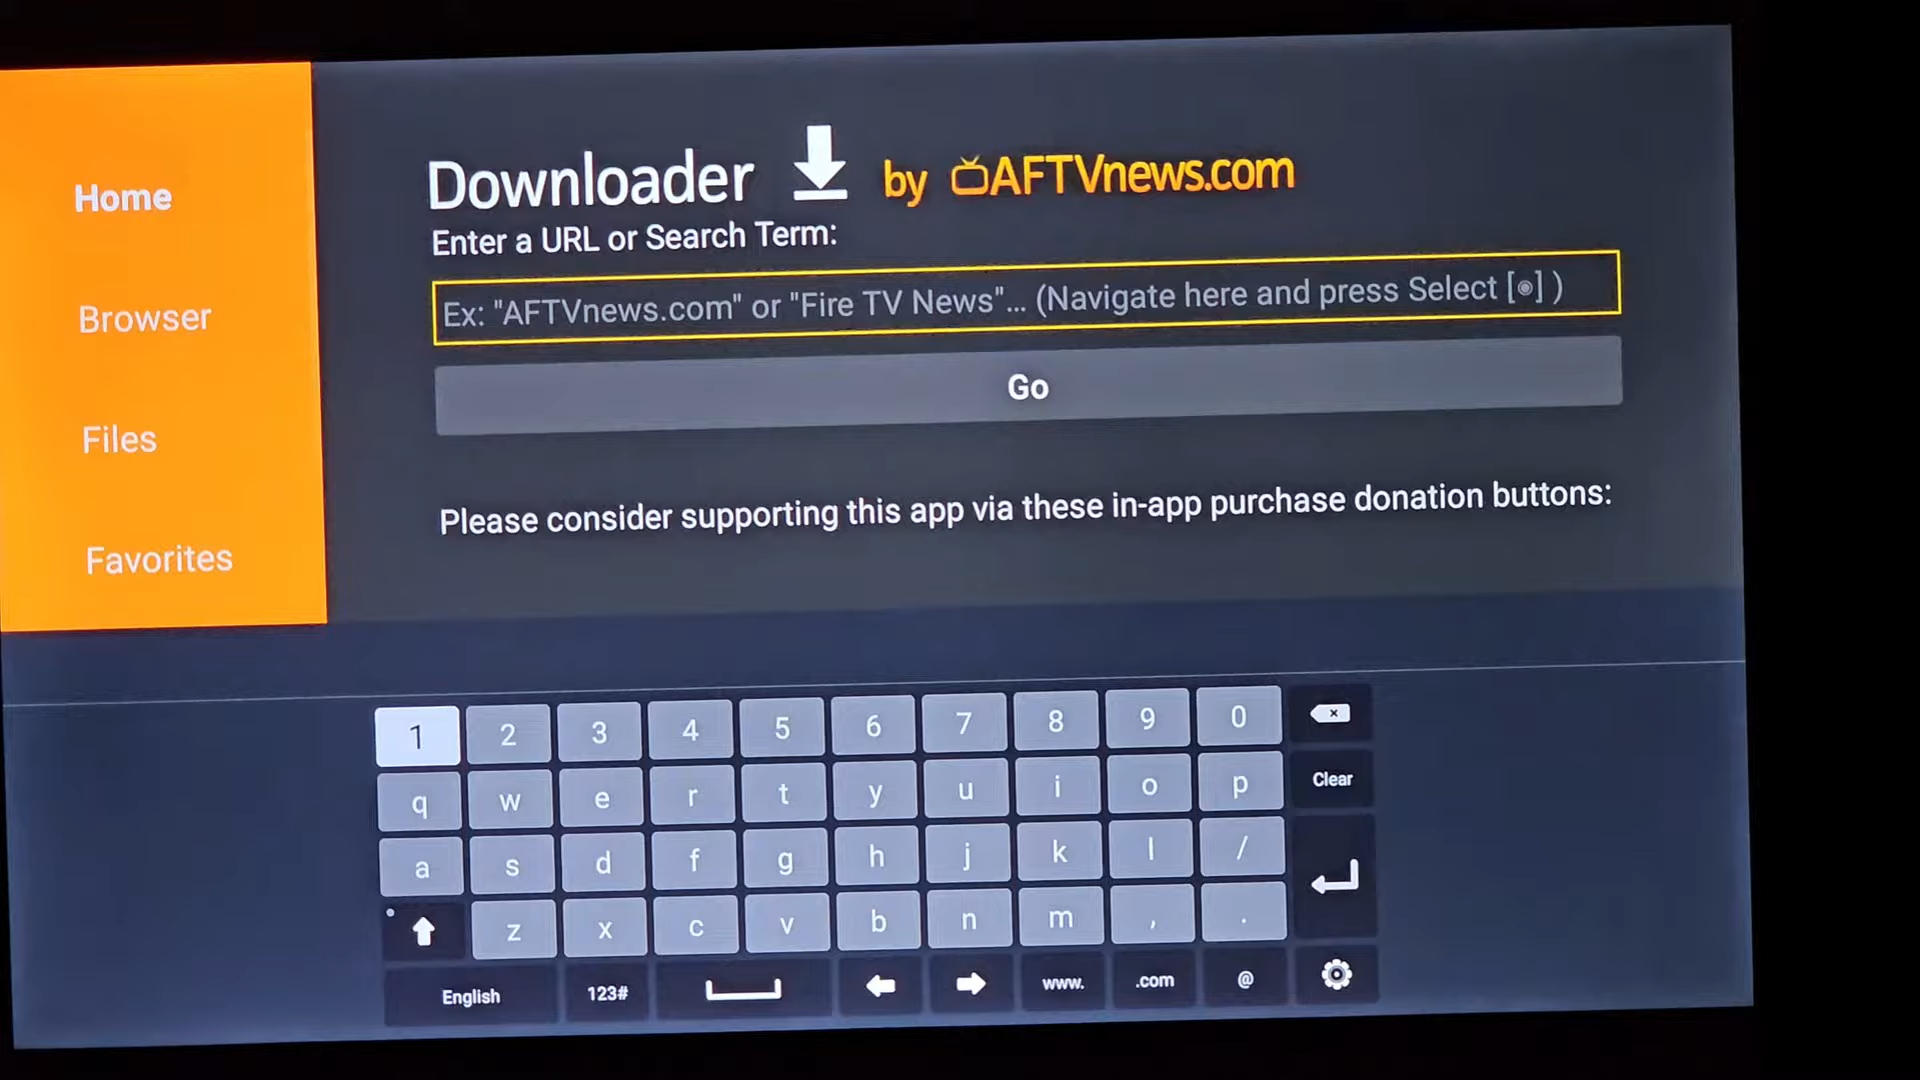 Home
Browser
Files
Favorites
Downloader by AFTVnews.com
Enter a URL or Search Term:
Ex: "AFTVnews.com" or "Fire TV News"... (Navigate here and press Select [◉] )
Go
Please consider supporting this app via these in-app purchase donation buttons:
1 2 3 4 5 6 7 8 9 0
q w e r t y u i o p Clear
a s d f g h j k l /
z x c v b n m , .
English 123# www. .com @